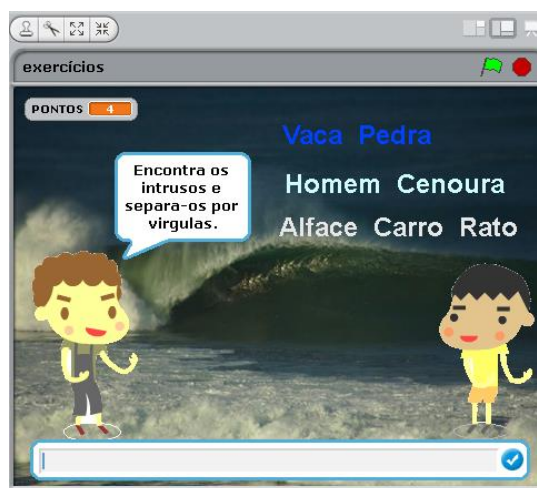 exercícios
PONTOS 4
Vaca Pedra
Encontra os
intrusos e
separa-os por
virgulas.
Homem Cenoura
Alface Carro Rato